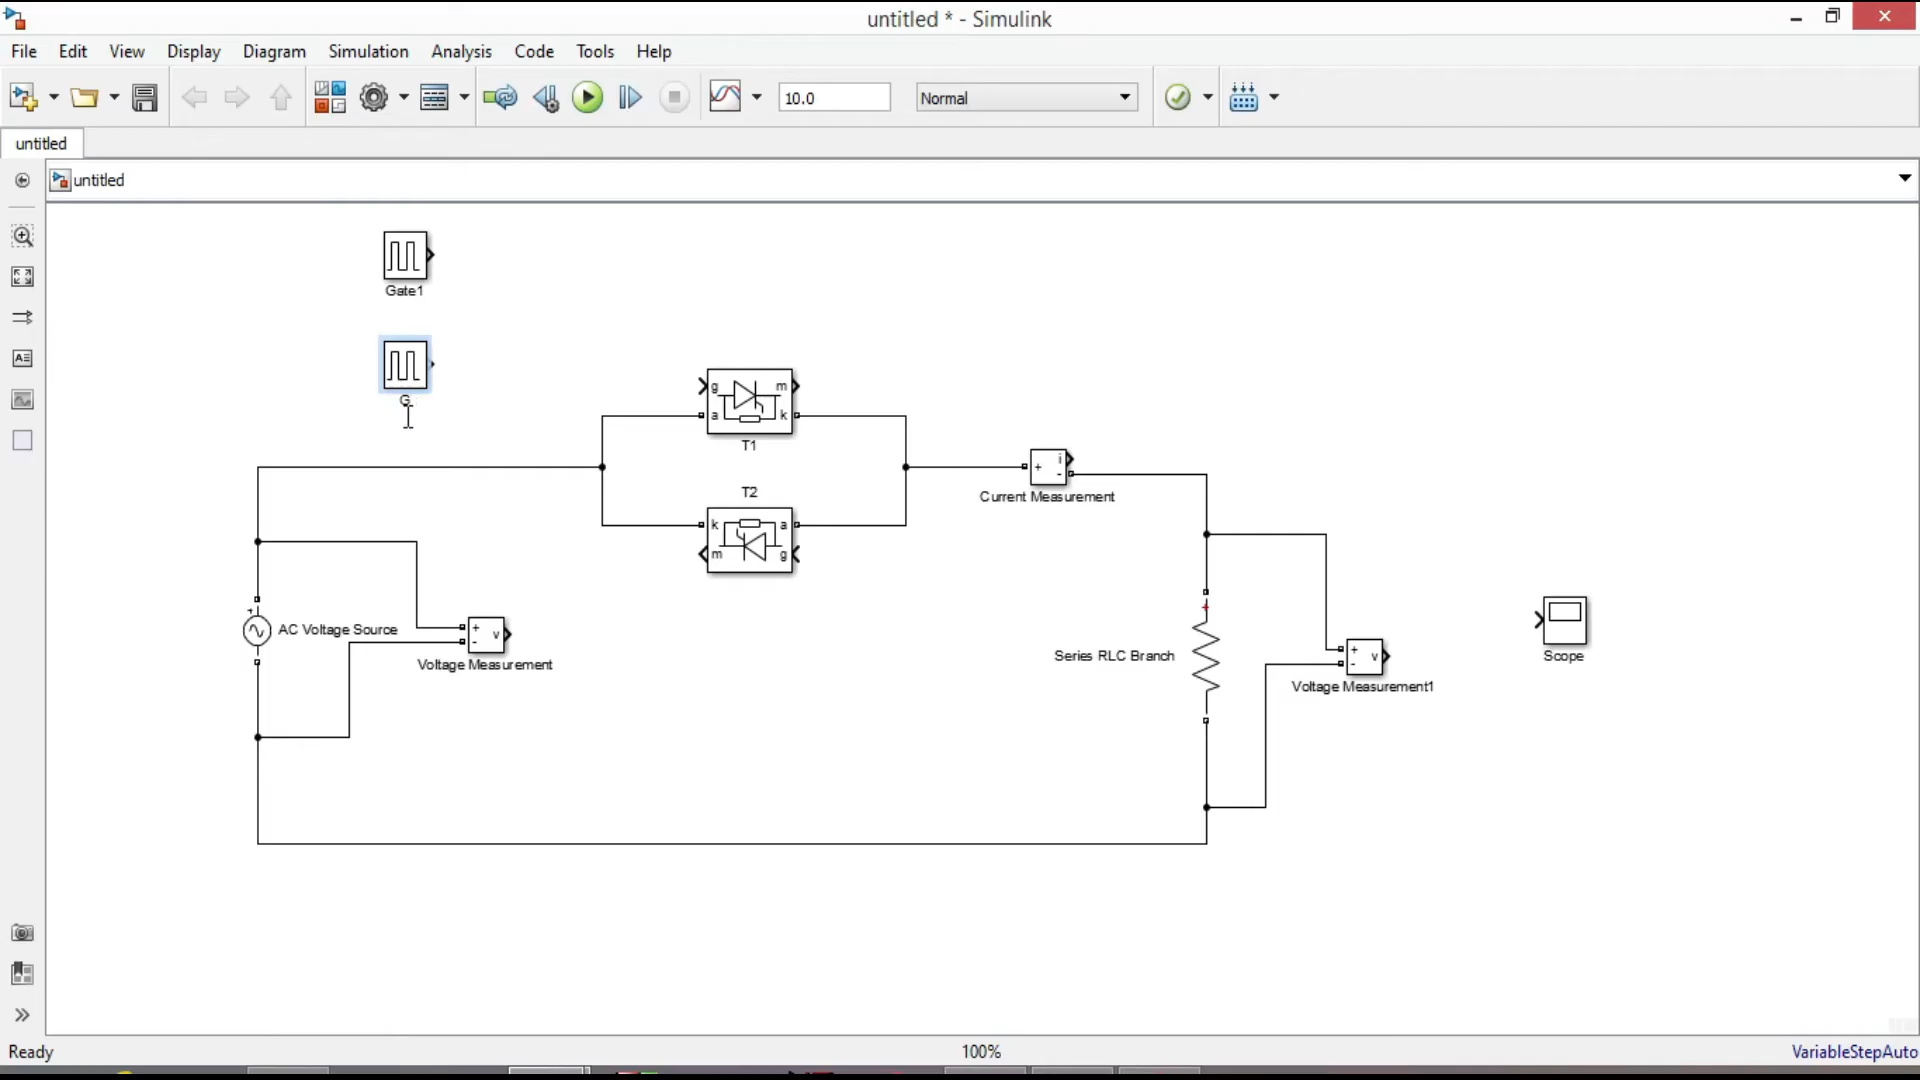 untitled * - Simulink
File Edit View Display Diagram Simulation Analysis Code Tools Help
10.0 Normal
untitled
untitled
Gate1
G
g m
a k
T1
T2
k a
m g
i
+
-
Current Measurement
+
AC Voltage Source
+
-
v
Voltage Measurement
+
Series RLC Branch
+
-
v
Voltage Measurement1
Scope
Ready 100% VariableStepAuto